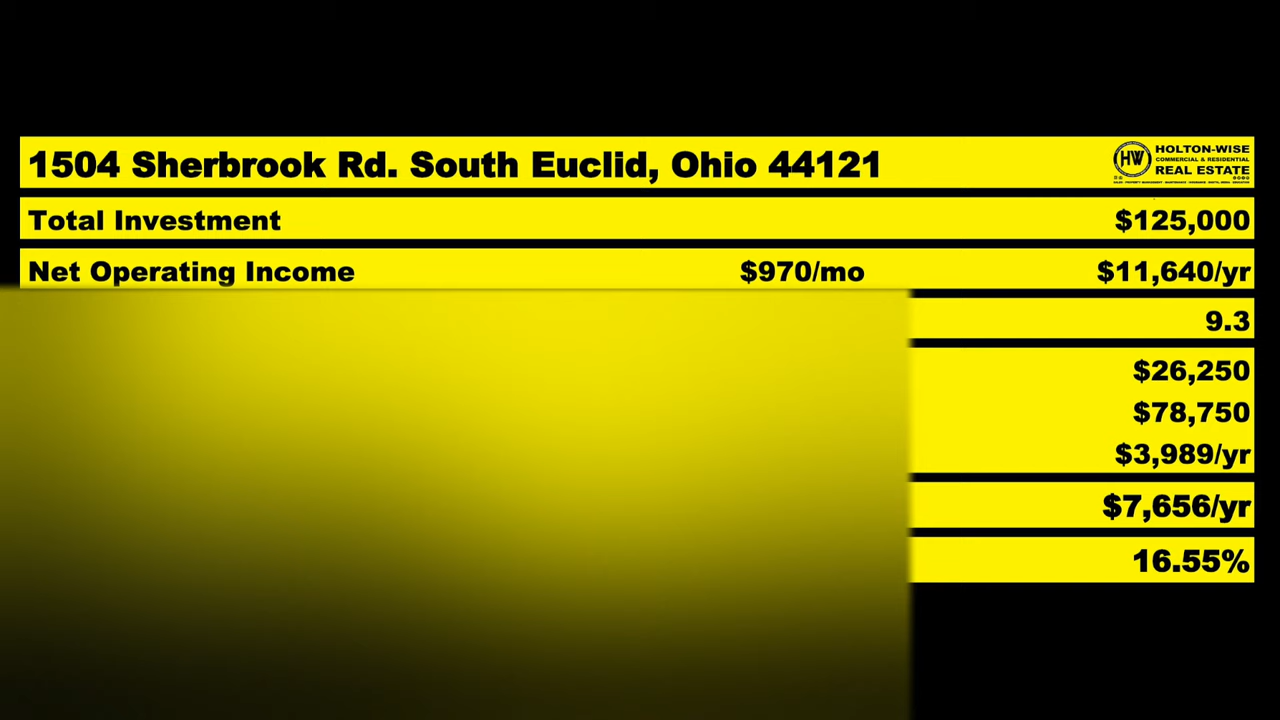 1504 Sherbrook Rd. South Euclid, Ohio 44121
HW
HOLTON-WISE
COMMERCIAL & RESIDENTIAL
REAL ESTATE
Total Investment $125,000
Net Operating Income $970/mo $11,640/yr
9.3
$26,250
$78,750
$3,989/yr
$7,656/yr
16.55%